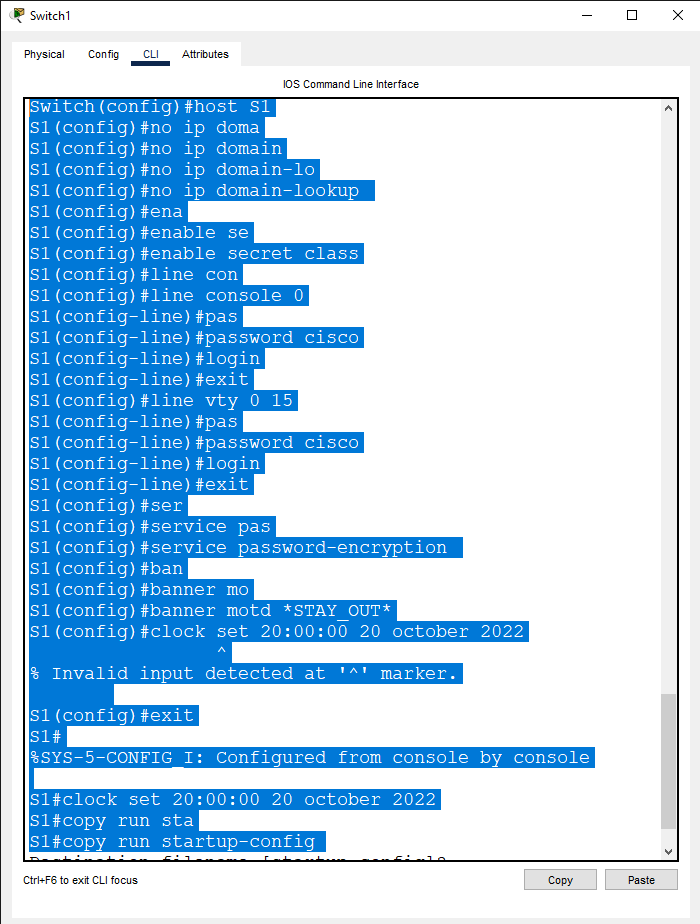 Switch1
Physical Config CLI Attributes
IOS Command Line Interface
Switch(config)#host S1
S1(config)#no ip doma
S1(config)#no ip domain
S1(config)#no ip domain-lo
S1(config)#no ip domain-lookup
S1(config)#ena
S1(config)#enable se
S1(config)#enable secret class
S1(config)#line con
S1(config)#line console 0
S1(config-line)#pas
S1(config-line)#password cisco
S1(config-line)#login
S1(config-line)#exit
S1(config)#line vty 0 15
S1(config-line)#pas
S1(config-line)#password cisco
S1(config-line)#login
S1(config-line)#exit
S1(config)#ser
S1(config)#service pas
S1(config)#service password-encryption
S1(config)#ban
S1(config)#banner mo
S1(config)#banner motd *STAY_OUT*
S1(config)#clock set 20:00:00 20 october 2022
^
% Invalid input detected at '^' marker.
S1(config)#exit
S1#
%SYS-5-CONFIG_I: Configured from console by console
S1#clock set 20:00:00 20 october 2022
S1#copy run sta
S1#copy run startup-config
Destination filename [startup-config]?
Ctrl+F6 to exit CLI focus
Copy Paste